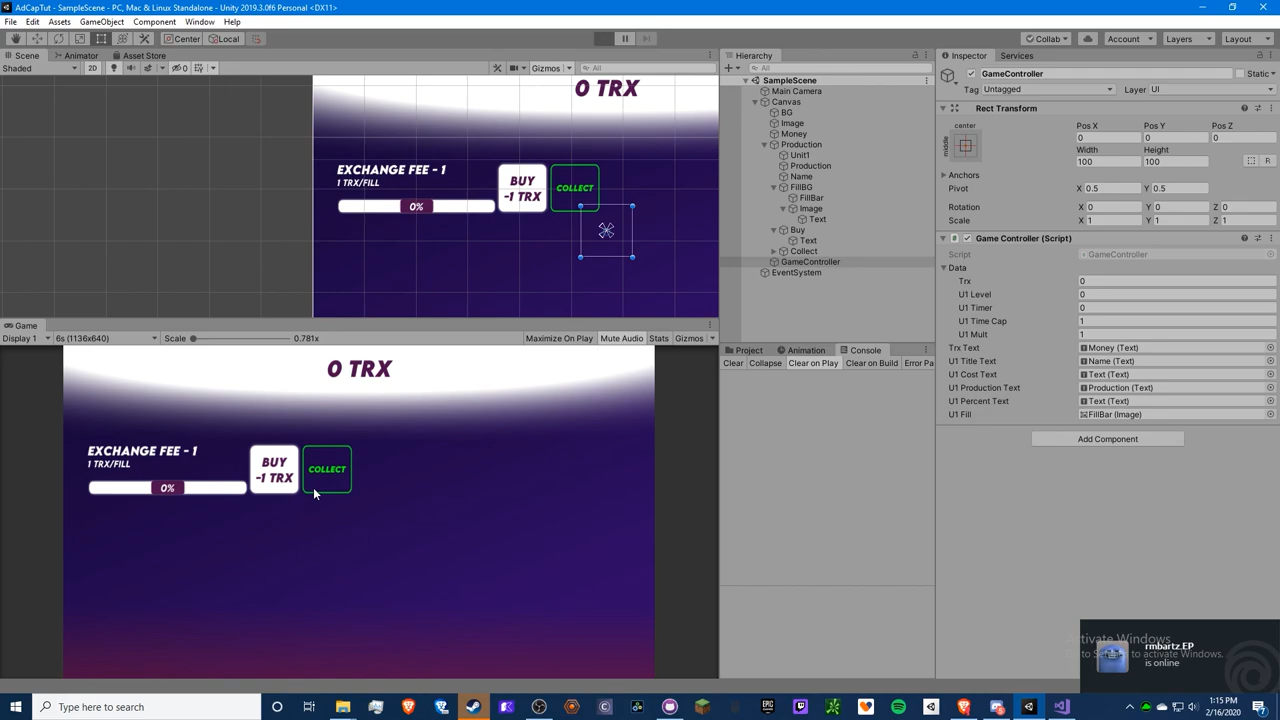 AdCapTut - SampleScene - PC, Mac & Linux Standalone - Unity 2019.3.0f6 Personal <DX11>
File Edit Assets GameObject Component Window Help
Center Local Collab Account Layers Layout
Scene Animator Asset Store
Shaded 2D 0 Gizmos All
0 TRX
EXCHANGE FEE - 1
1 TRX/FILL
0%
BUY
-1 TRX
COLLECT
Game
Display 1 6s (1136x640) Scale 0.781x Maximize On Play Mute Audio Stats Gizmos
0 TRX
EXCHANGE FEE - 1
1 TRX/FILL
0%
BUY
-1 TRX
COLLECT
Hierarchy
All
SampleScene
Main Camera
Canvas
BG
Image
Money
Production
Unit1
Production
Name
FillBG
FillBar
Image
Text
Buy
Text
Collect
GameController
EventSystem
Project Animation Console
Clear Collapse Clear on Play Clear on Build Error Pa
Inspector Services
GameController Static
Tag Untagged Layer UI
Rect Transform
center
middle
Pos X Pos Y Pos Z
0 0 0
Width Height
100 100
R
Anchors
Pivot X 0.5 Y 0.5
Rotation X 0 Y 0 Z 0
Scale X 1 Y 1 Z 1
Game Controller (Script)
Script GameController
Data
Trx 0
U1 Level 0
U1 Timer 0
U1 Time Cap 1
U1 Mult 1
Trx Text Money (Text)
U1 Title Text Name (Text)
U1 Cost Text Text (Text)
U1 Production Text Production (Text)
U1 Percent Text Text (Text)
U1 Fill FillBar (Image)
Add Component
Activate Windows
Go to Settings to activate Windows.
rmbartz.EP
is online
Type here to search
1:15 PM
2/16/2020